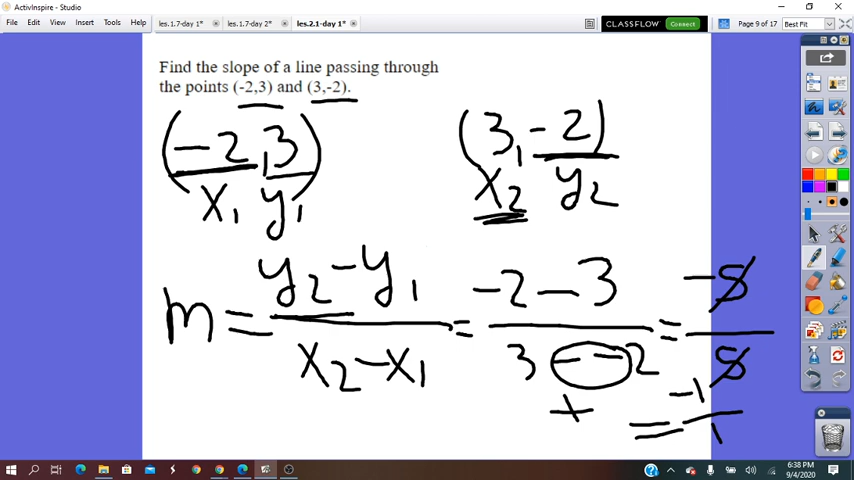 ActivInspire - Studio
File Edit View Insert Tools Help
les.1.7-day 1* les.1.7-day 2* les.2.1-day 1*
CLASSFLOW Connect Page 9 of 17 Best Fit
Find the slope of a line passing through
the points (-2,3) and (3,-2).
(-2,3) (3,-2)
x₁ y₁ x₂ y₂
m = y₂-y₁ / x₂-x₁ = -2-3 / 3--2 = -5 / 5
+
= -1 / 1
6:38 PM
9/4/2020